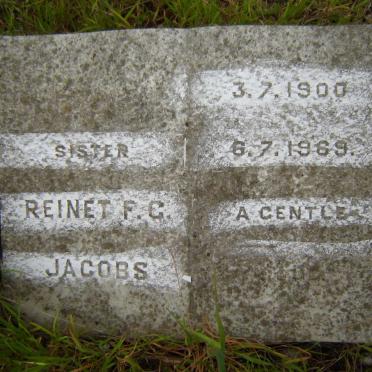 SISTER
REINET F. C.
JACOBS
3.7.1900
6.7.1969.
A GENTLE